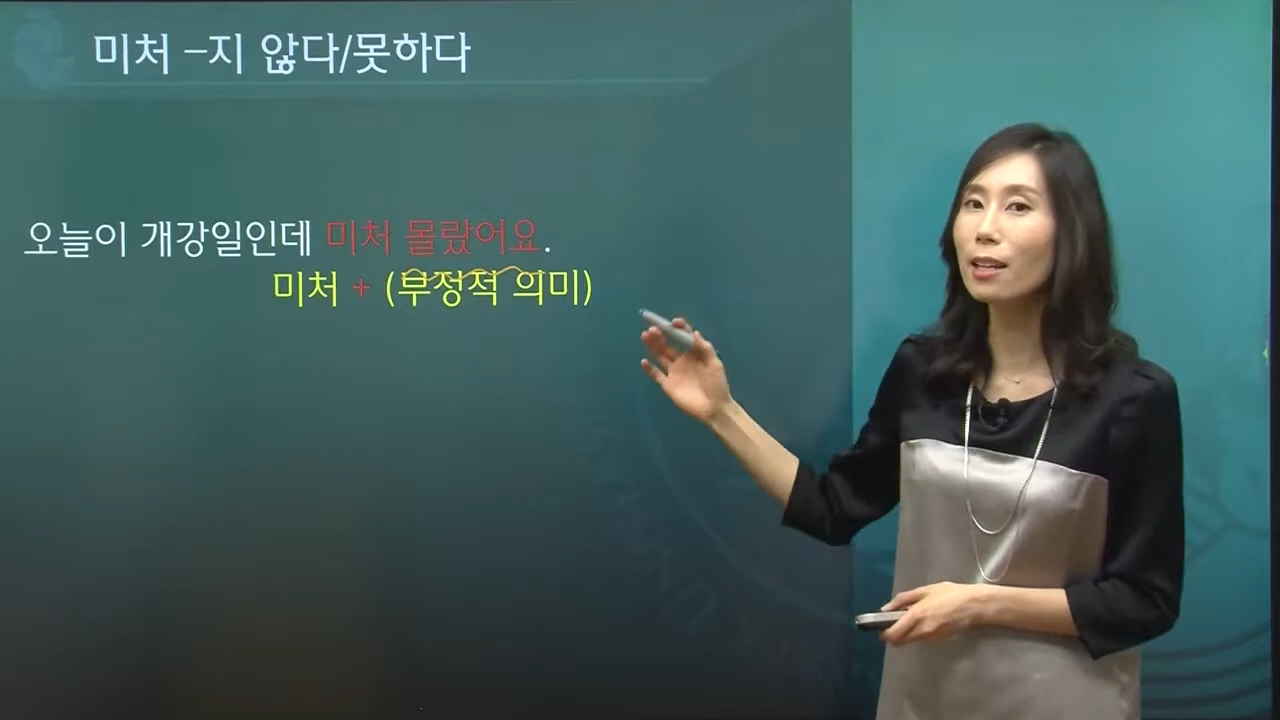 미처 –지 않다/못하다
오늘이 개강일인데 미처 몰랐어요.
미처 + (부정적 의미)